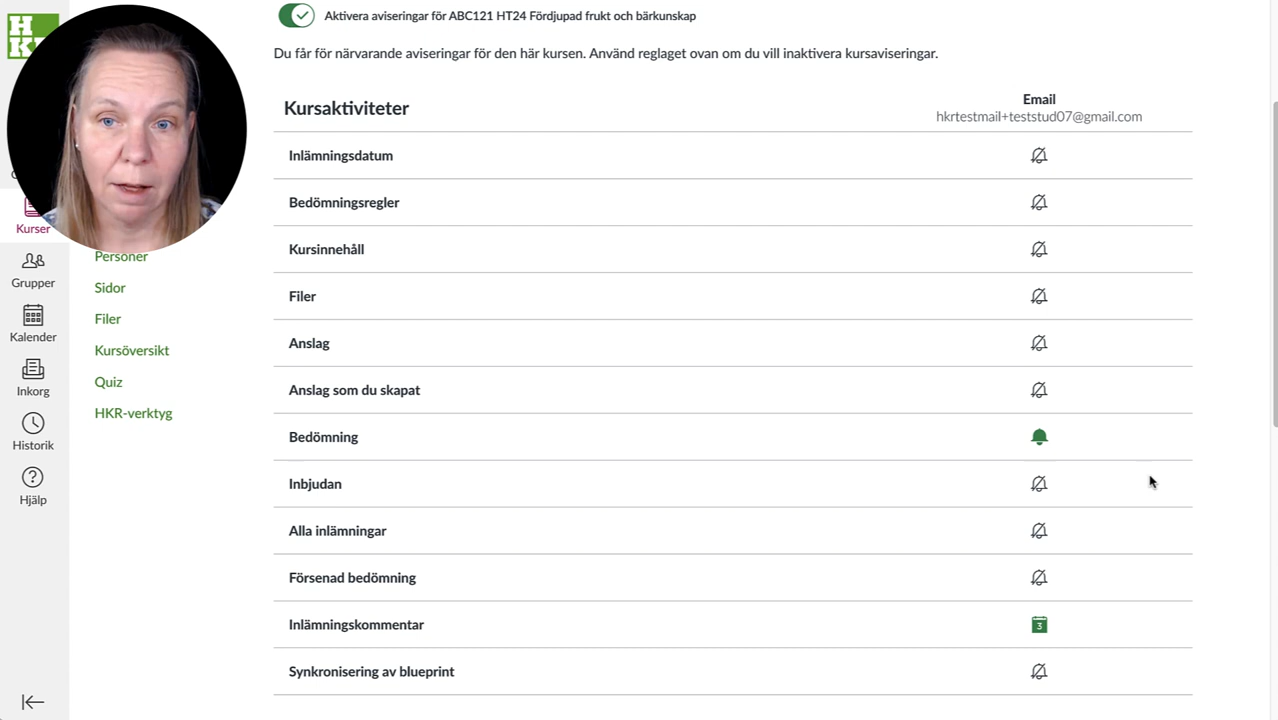 Aktivera aviseringar för ABC121 HT24 Fördjupad frukt och bärkunskap
Du får för närvarande aviseringar för den här kursen. Använd reglaget ovan om du vill inaktivera kursaviseringar.
Kursaktiviteter
Email
hkrtestmail+teststud07@gmail.com
Inlämningsdatum
Bedömningsregler
Kursinnehåll
Filer
Anslag
Anslag som du skapat
Bedömning
Inbjudan
Alla inlämningar
Försenad bedömning
Inlämningskommentar
3
Synkronisering av blueprint
Kurser
Grupper
Kalender
Inkorg
Historik
Hjälp
Personer
Sidor
Filer
Kursöversikt
Quiz
HKR-verktyg